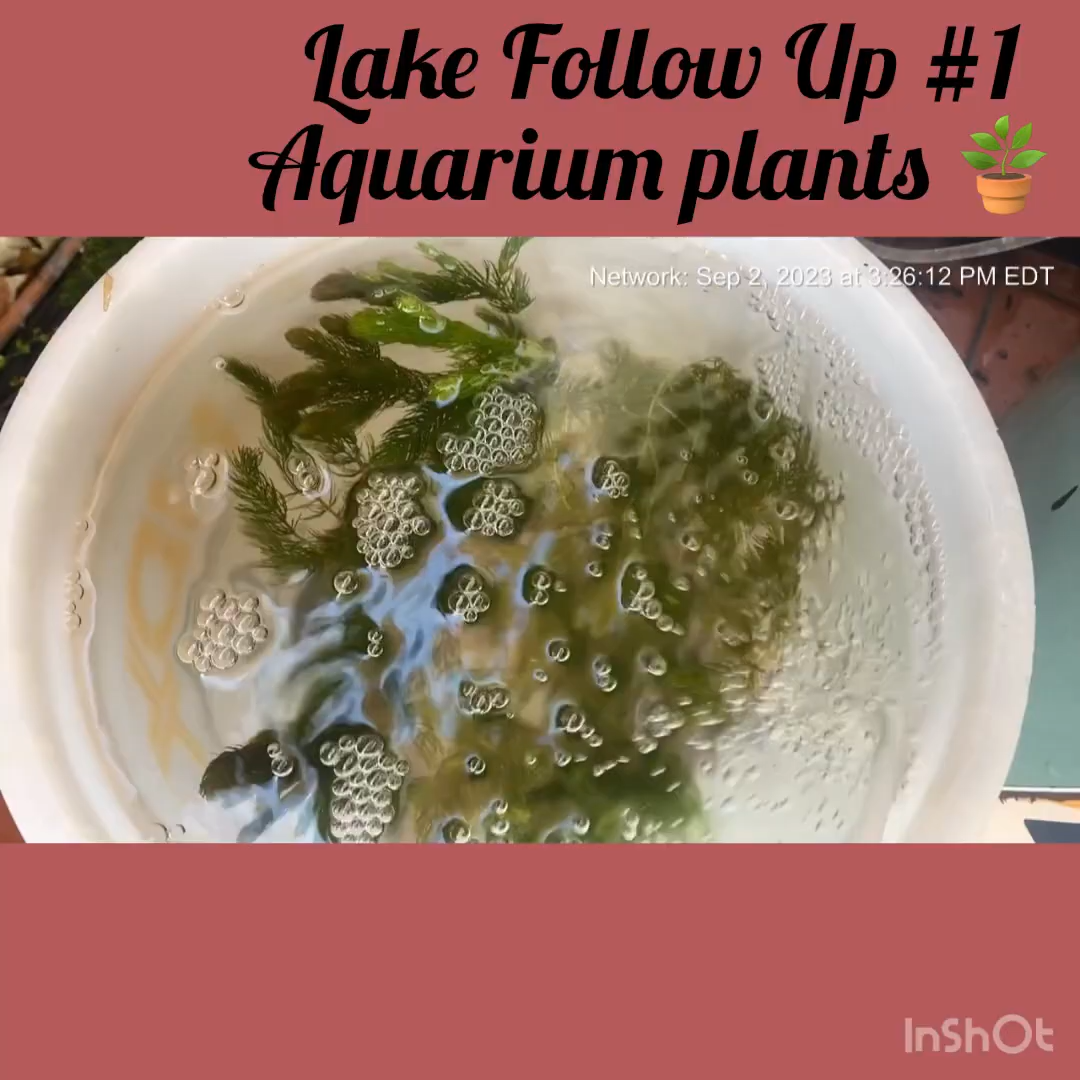 Lake Follow Up #1
Aquarium plants 🪴
Network: Sep 2, 2023 at 3:26:12 PM EDT
InShOt